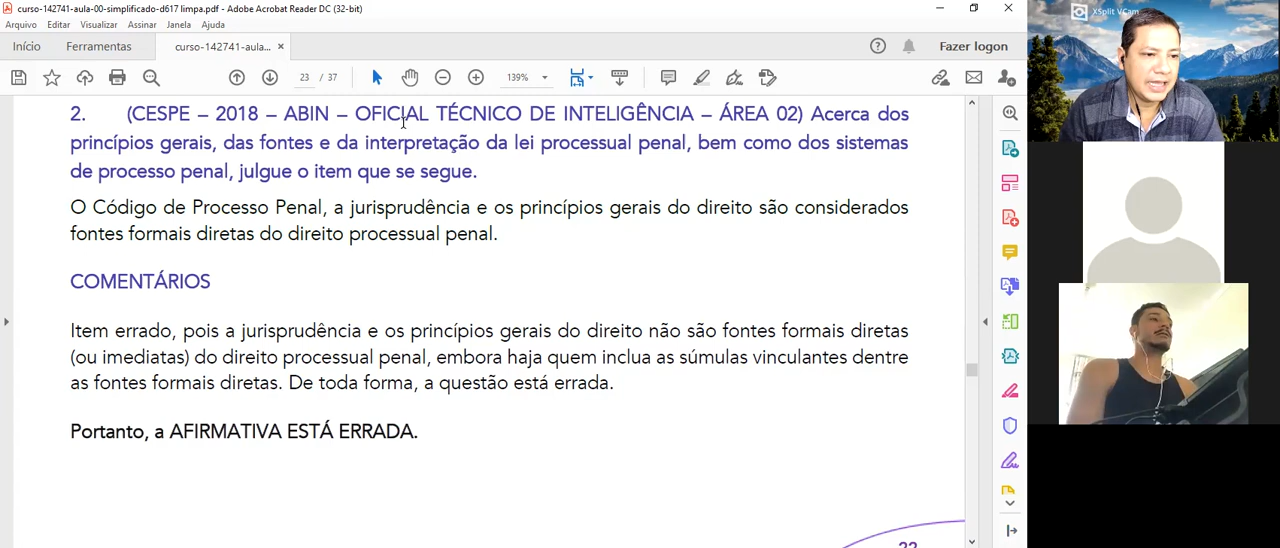 curso-142741-aula-00-simplificado-d617 limpa.pdf - Adobe Acrobat Reader DC (32-bit)
Arquivo Editar Visualizar Assinar Janela Ajuda
Início Ferramentas curso-142741-aula... × Fazer logon
23 / 37 139%
XSplit VCam
2. (CESPE – 2018 – ABIN – OFICIAL TÉCNICO DE INTELIGÊNCIA – ÁREA 02) Acerca dos
princípios gerais, das fontes e da interpretação da lei processual penal, bem como dos sistemas
de processo penal, julgue o item que se segue.
O Código de Processo Penal, a jurisprudência e os princípios gerais do direito são considerados
fontes formais diretas do direito processual penal.
COMENTÁRIOS
Item errado, pois a jurisprudência e os princípios gerais do direito não são fontes formais diretas
(ou imediatas) do direito processual penal, embora haja quem inclua as súmulas vinculantes dentre
as fontes formais diretas. De toda forma, a questão está errada.
Portanto, a AFIRMATIVA ESTÁ ERRADA.